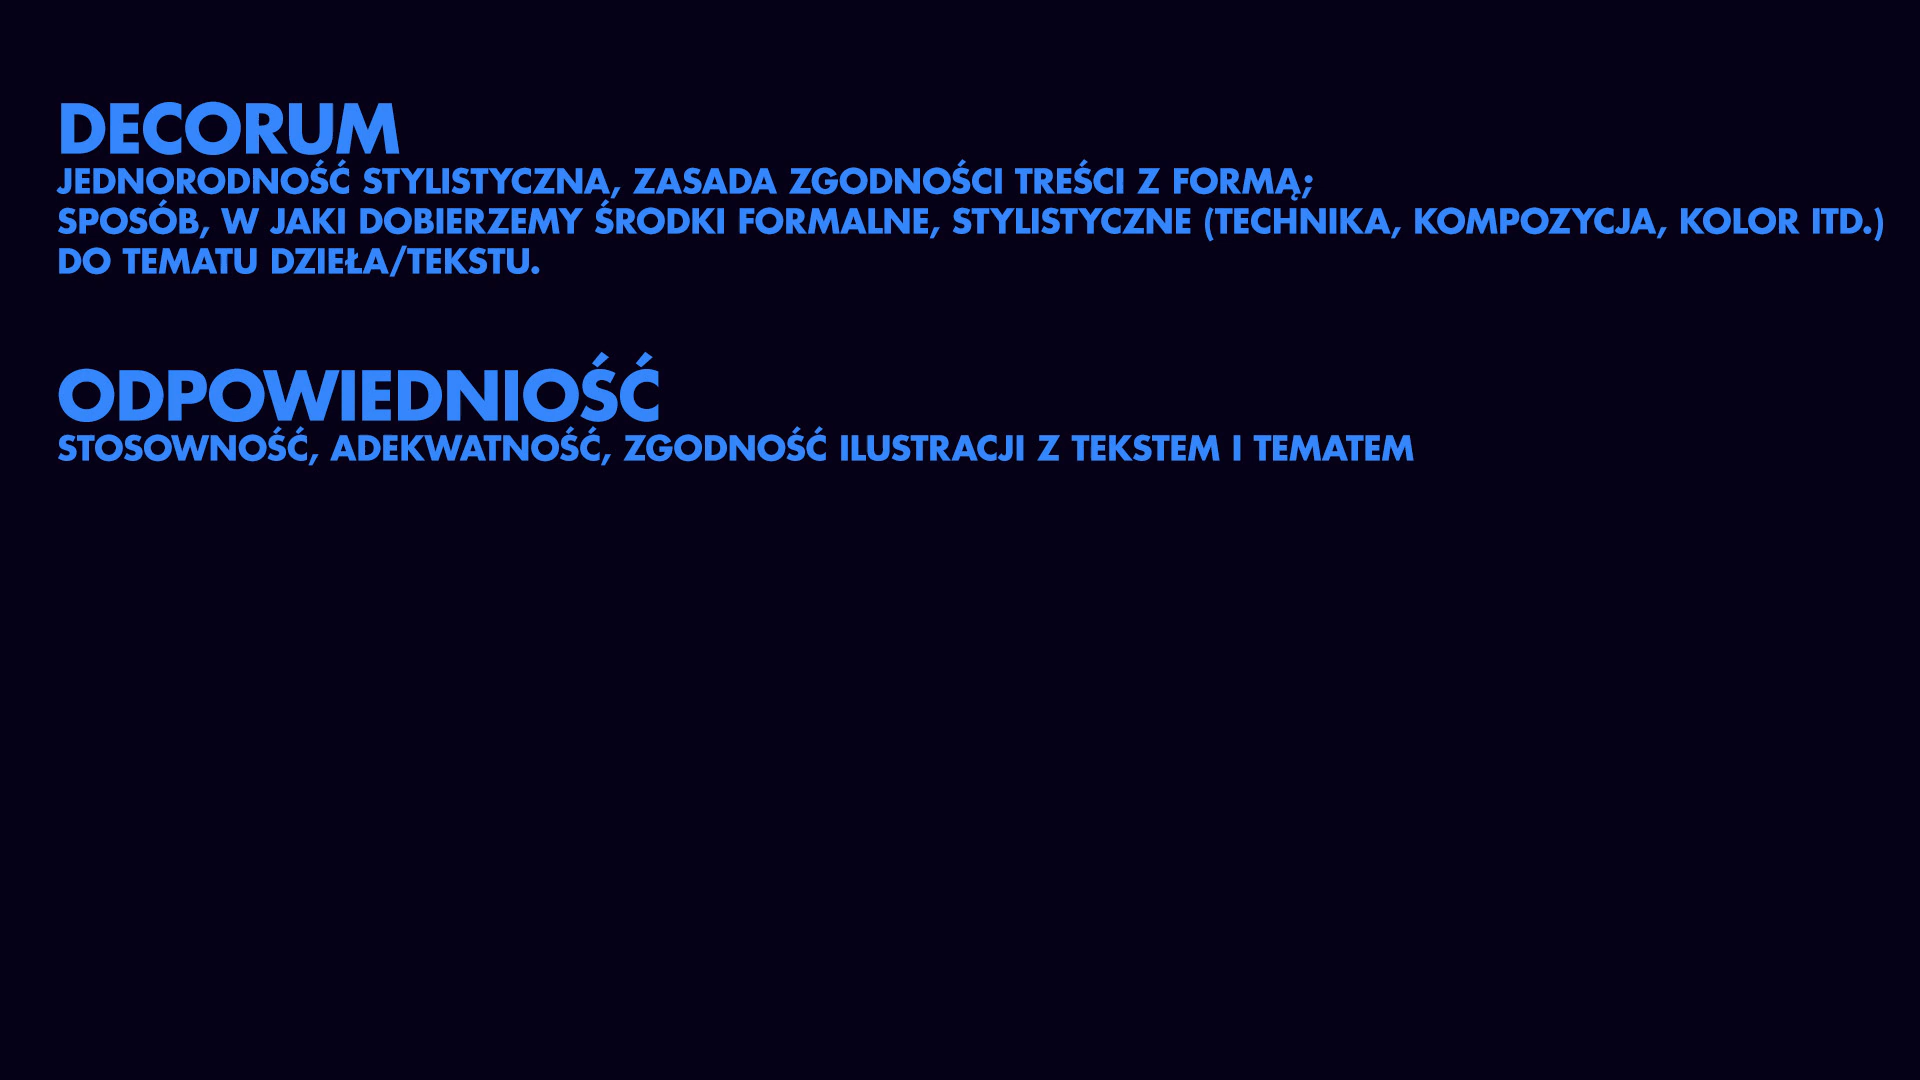 DECORUM
JEDNORODNOŚĆ STYLISTYCZNA, ZASADA ZGODNOŚCI TREŚCI Z FORMĄ;
SPOSÓB, W JAKI DOBIERZEMY ŚRODKI FORMALNE, STYLISTYCZNE (TECHNIKA, KOMPOZYCJA, KOLOR ITD.)
DO TEMATU DZIEŁA/TEKSTU.
ODPOWIEDNIOŚĆ
STOSOWNOŚĆ, ADEKWATNOŚĆ, ZGODNOŚĆ ILUSTRACJI Z TEKSTEM I TEMATEM